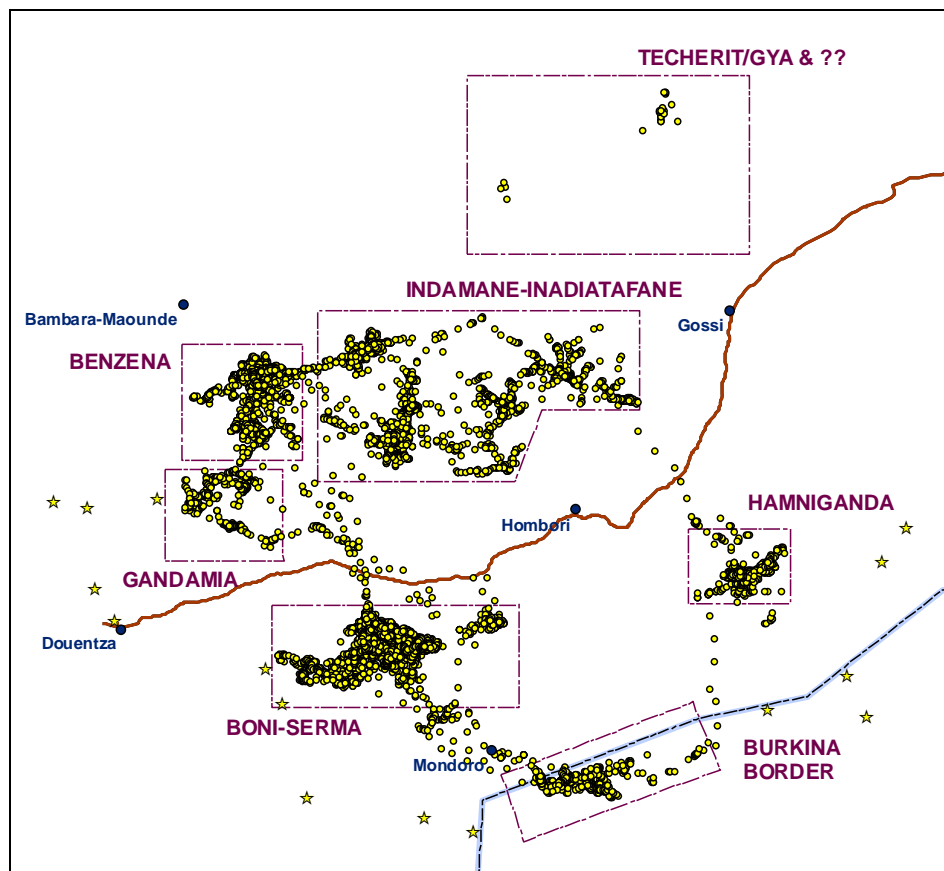 TECHERIT/GYA & ??
INDAMANE-INADIATAFANE
Bambara-Maounde
Gossi
BENZENA
HAMNIGANDA
Hombori
GANDAMIA
Douentza
BONI-SERMA
Mondoro
BURKINA
BORDER